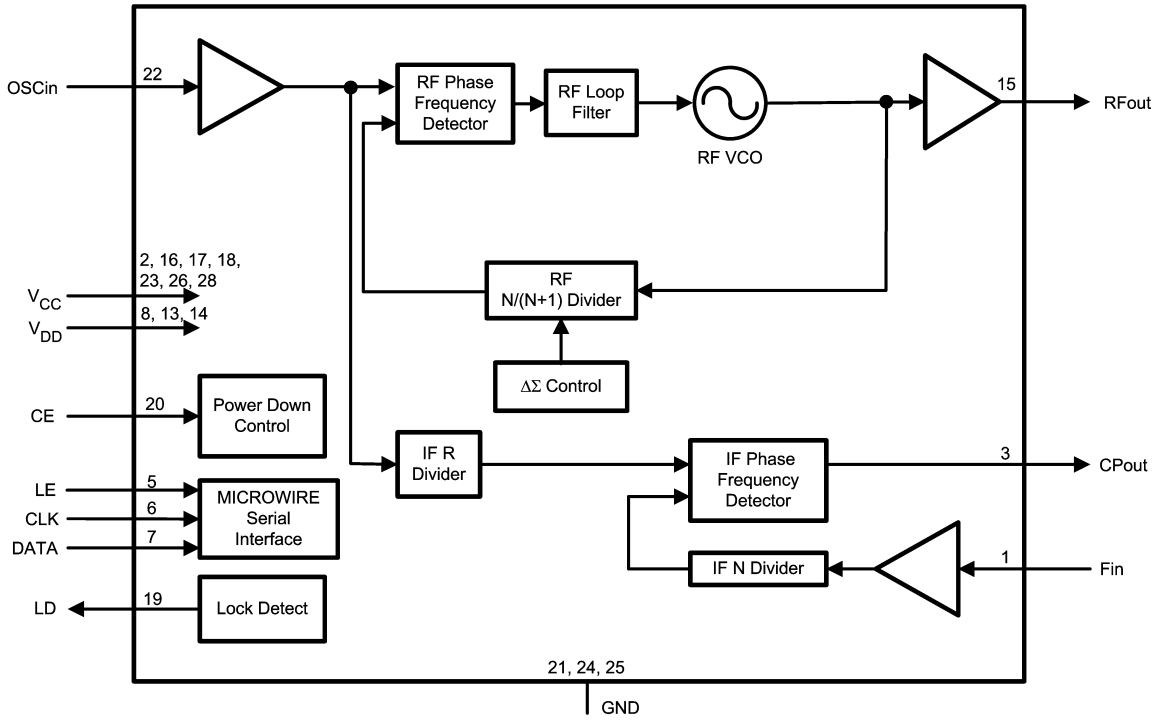 OSCin
22
RF Phase
Frequency
Detector
RF Loop
Filter
RF VCO
15
RFout
2, 16, 17, 18,
23, 26, 28
VCC
8, 13, 14
VDD
RF
N/(N+1) Divider
ΔΣ Control
CE
20
Power Down
Control
IF R
Divider
IF Phase
Frequency
Detector
3
CPout
LE
5
CLK
6
DATA
7
MICROWIRE
Serial
Interface
IF N Divider
1
Fin
LD
19
Lock Detect
21, 24, 25
GND